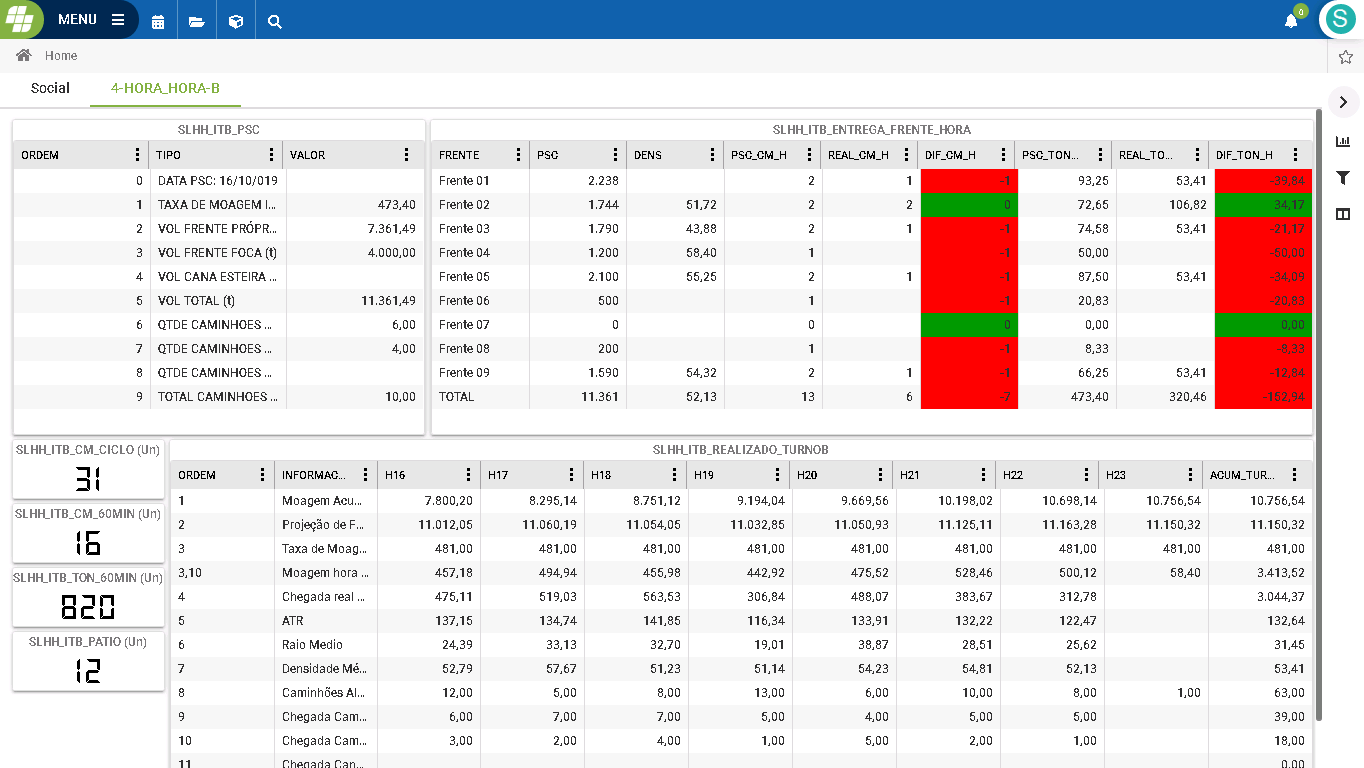 MENU
0
S
Home
Social 4-HORA_HORA-B
SLHH_ITB_PSC
ORDEM TIPO VALOR
0 DATA PSC: 16/10/019
1 TAXA DE MOAGEM I... 473,40
2 VOL FRENTE PRÓPR... 7.361,49
3 VOL FRENTE FOCA (t) 4.000,00
4 VOL CANA ESTEIRA ...
5 VOL TOTAL (t) 11.361,49
6 QTDE CAMINHOES ... 6,00
7 QTDE CAMINHOES ... 4,00
8 QTDE CAMINHOES ...
9 TOTAL CAMINHOES ... 10,00
SLHH_ITB_ENTREGA_FRENTE_HORA
FRENTE PSC DENS PSC_CM_H REAL_CM_H DIF_CM_H PSC_TON... REAL_TO... DIF_TON_H
Frente 01 2.238 2 1 -1 93,25 53,41 -39,84
Frente 02 1.744 51,72 2 2 0 72,65 106,82 34,17
Frente 03 1.790 43,88 2 1 -1 74,58 53,41 -21,17
Frente 04 1.200 58,40 1 -1 50,00 -50,00
Frente 05 2.100 55,25 2 1 -1 87,50 53,41 -34,09
Frente 06 500 1 -1 20,83 -20,83
Frente 07 0 0 0 0,00 0,00
Frente 08 200 1 -1 8,33 -8,33
Frente 09 1.590 54,32 2 1 -1 66,25 53,41 -12,84
TOTAL 11.361 52,13 13 6 -7 473,40 320,46 -152,94
SLHH_ITB_CM_CICLO (Un)
31
SLHH_ITB_CM_60MIN (Un)
16
SLHH_ITB_TON_60MIN (Un)
820
SLHH_ITB_PATIO (Un)
12
SLHH_ITB_REALIZADO_TURNOB
ORDEM INFORMAC... H16 H17 H18 H19 H20 H21 H22 H23 ACUM_TUR...
1 Moagem Acu... 7.800,20 8.295,14 8.751,12 9.194,04 9.669,56 10.198,02 10.698,14 10.756,54 10.756,54
2 Projeção de F... 11.012,05 11.060,19 11.054,05 11.032,85 11.050,93 11.125,11 11.163,28 11.150,32 11.150,32
3 Taxa de Moag... 481,00 481,00 481,00 481,00 481,00 481,00 481,00 481,00 481,00
3,10 Moagem hora ... 457,18 494,94 455,98 442,92 475,52 528,46 500,12 58,40 3.413,52
4 Chegada real ... 475,11 519,03 563,53 306,84 488,07 383,67 312,78 3.044,37
5 ATR 137,15 134,74 141,85 116,34 133,91 132,22 122,47 132,64
6 Raio Medio 24,39 33,13 32,70 19,01 38,87 28,51 25,62 31,45
7 Densidade Mé... 52,79 57,67 51,23 51,14 54,23 54,81 52,13 53,41
8 Caminhões Al... 12,00 5,00 8,00 13,00 6,00 10,00 8,00 1,00 63,00
9 Chegada Cam... 6,00 7,00 7,00 5,00 4,00 5,00 5,00 39,00
10 Chegada Cam... 3,00 2,00 4,00 1,00 5,00 2,00 1,00 18,00
11 Chegada Can... 0,00